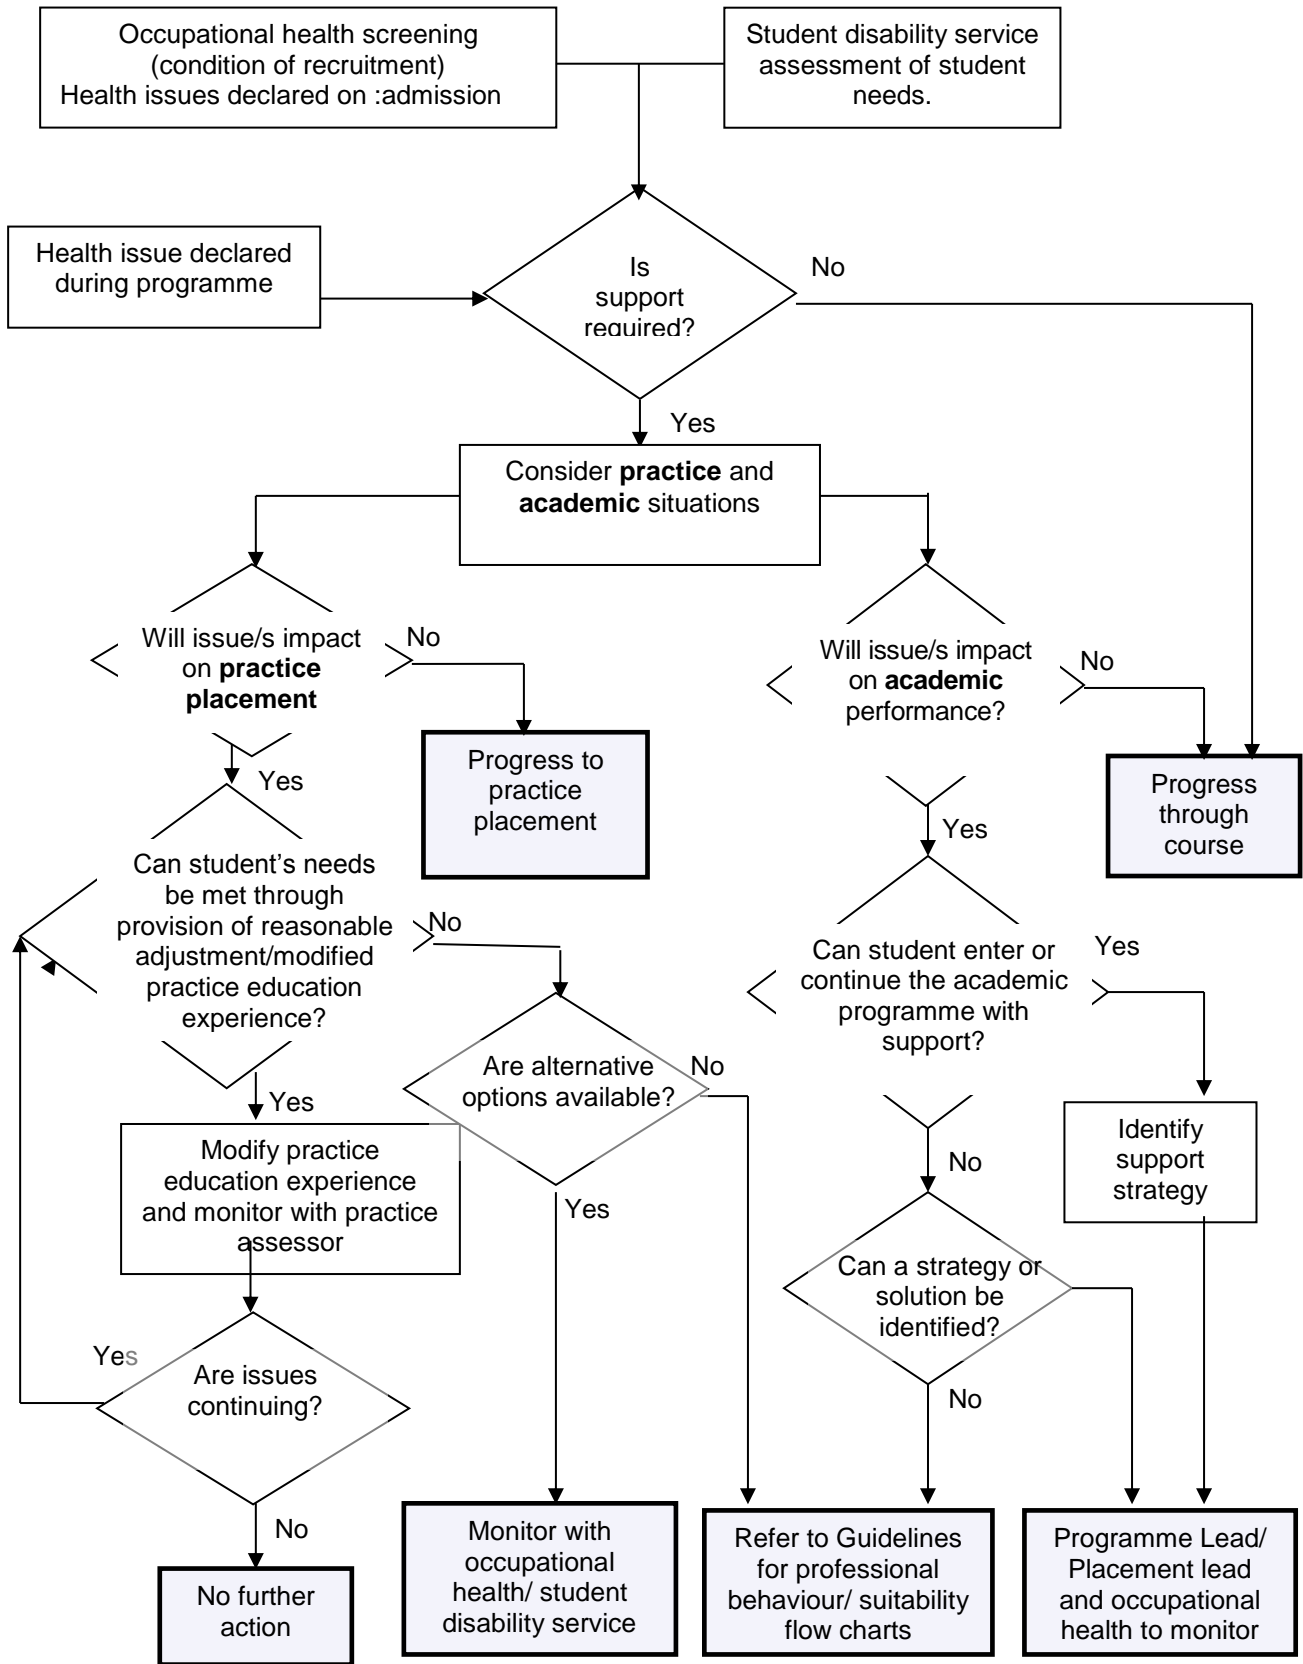 Occupational health screening
(condition of recruitment)
Health issues declared on :admission
Student disability service
assessment of student
needs.
Health issue declared
during programme
Is
support
required?
No
Yes
Consider practice and
academic situations
Will issue/s impact
on practice
placement
No
Will issue/s impact
on academic
performance?
No
Yes
Progress to
practice
placement
Progress
through
course
Yes
Can student’s needs
be met through
provision of reasonable
adjustment/modified
practice education
experience?
No
Can student enter or
continue the academic
programme with
support?
Yes
Are alternative
options available?
No
Yes
Modify practice
education experience
and monitor with practice
assessor
Identify
support
strategy
No
Yes
Can a strategy or
solution be
identified?
Yes
Are issues
continuing?
No
No
No further
action
Monitor with
occupational
health/ student
disability service
Refer to Guidelines
for professional
behaviour/ suitability
flow charts
Programme Lead/
Placement lead
and occupational
health to monitor